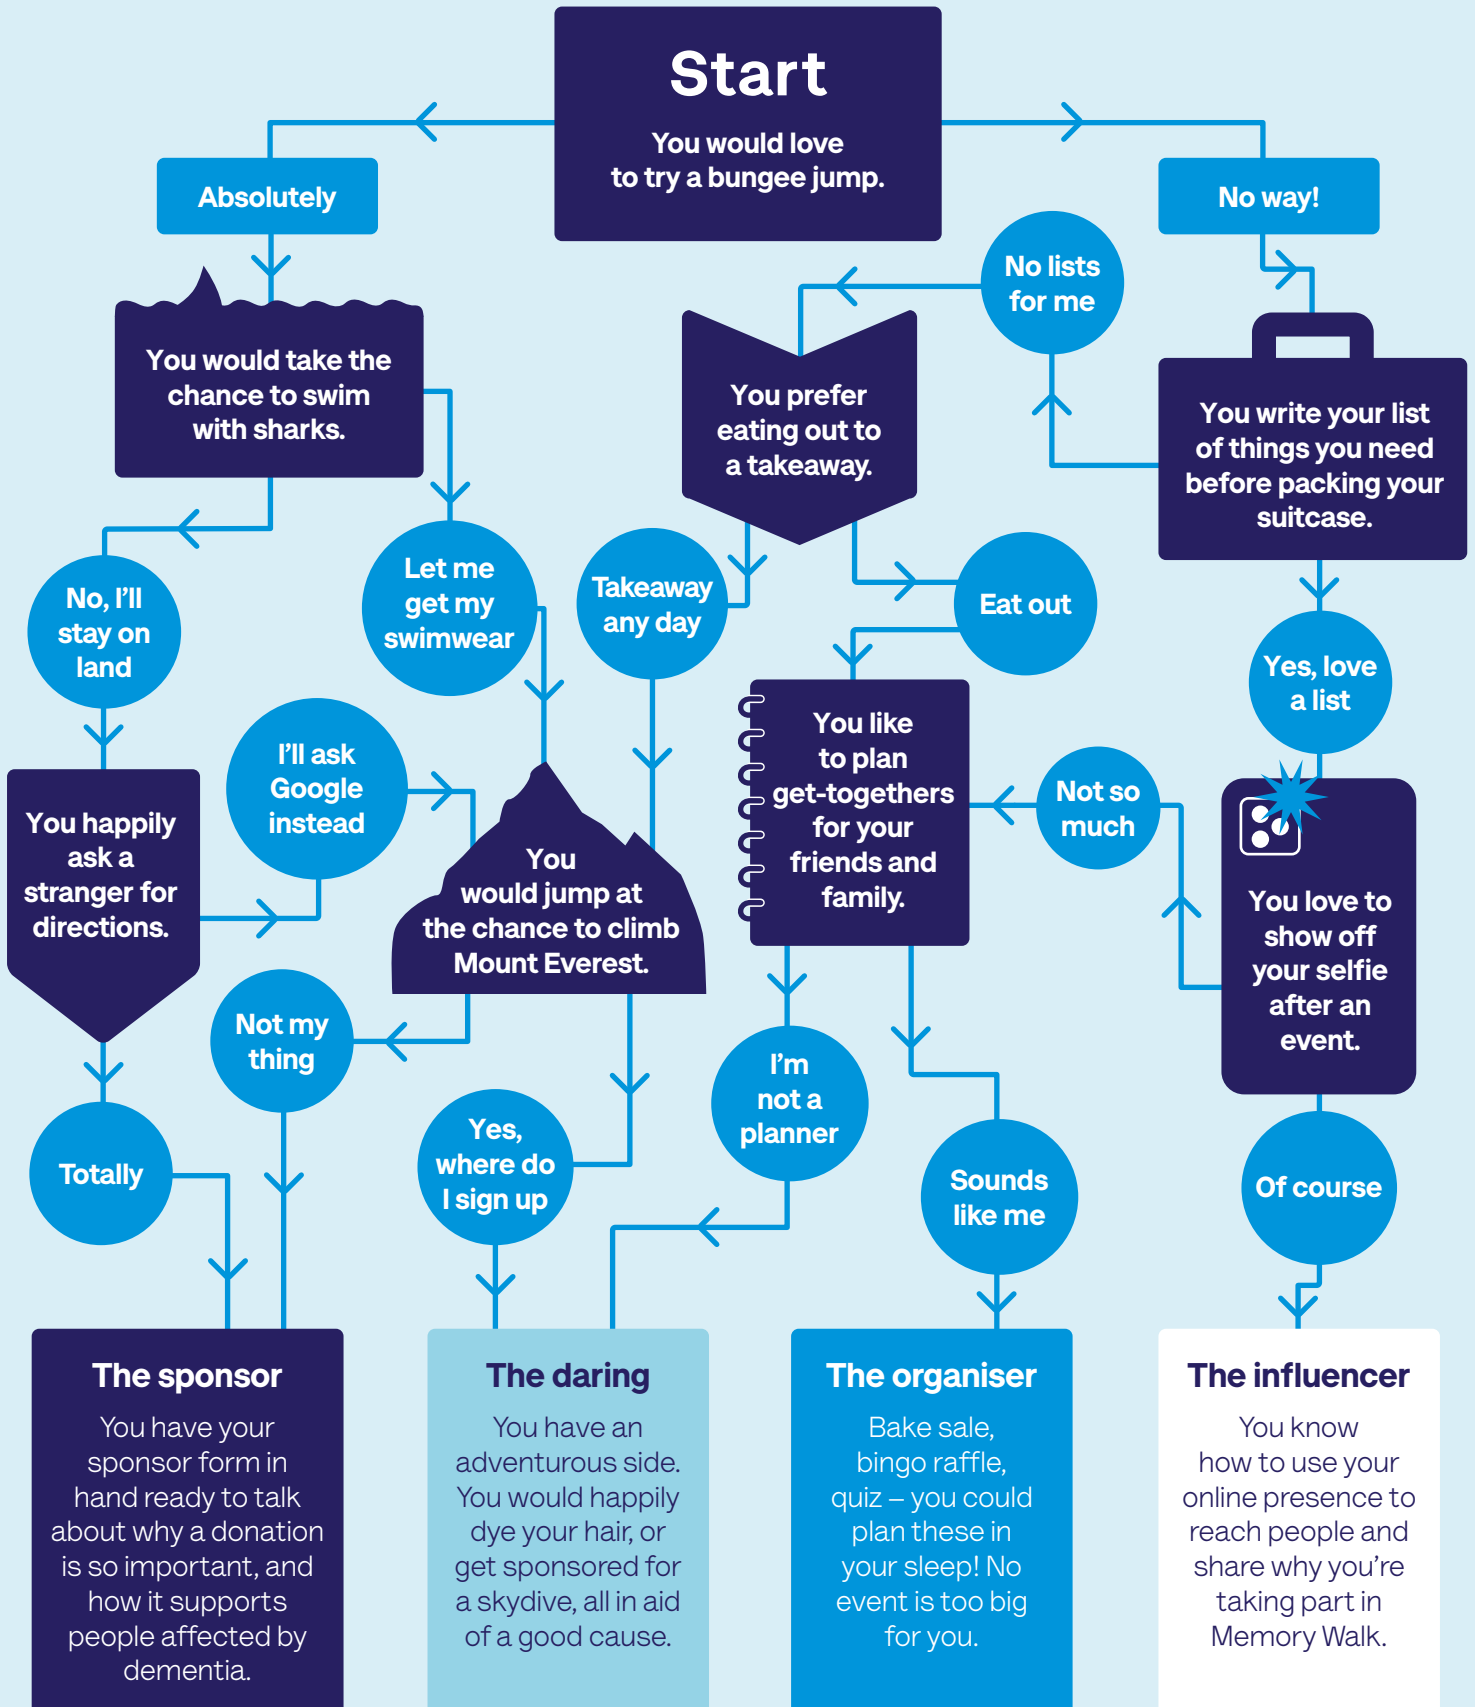 Start
You would love
to try a bungee jump.
Absolutely
No way!
No lists
for me
You would take the
chance to swim
with sharks.
You prefer
eating out to
a takeaway.
You write your list
of things you need
before packing your
suitcase.
No, I'll
stay on
land
Let me
get my
swimwear
Takeaway
any day
Eat out
Yes, love
a list
I'll ask
Google
instead
You like
to plan
get-togethers
for your
friends and
family.
Not so
much
You happily
ask a
stranger for
directions.
You
would jump at
the chance to climb
Mount Everest.
You love to
show off
your selfie
after an
event.
Not my
thing
I'm
not a
planner
Yes,
where do
I sign up
Totally
Sounds
like me
Of course
The sponsor
You have your
sponsor form in
hand ready to talk
about why a donation
is so important, and
how it supports
people affected by
dementia.
The daring
You have an
adventurous side.
You would happily
dye your hair, or
get sponsored for
a skydive, all in aid
of a good cause.
The organiser
Bake sale,
bingo raffle,
quiz – you could
plan these in
your sleep! No
event is too big
for you.
The influencer
You know
how to use your
online presence to
reach people and
share why you're
taking part in
Memory Walk.